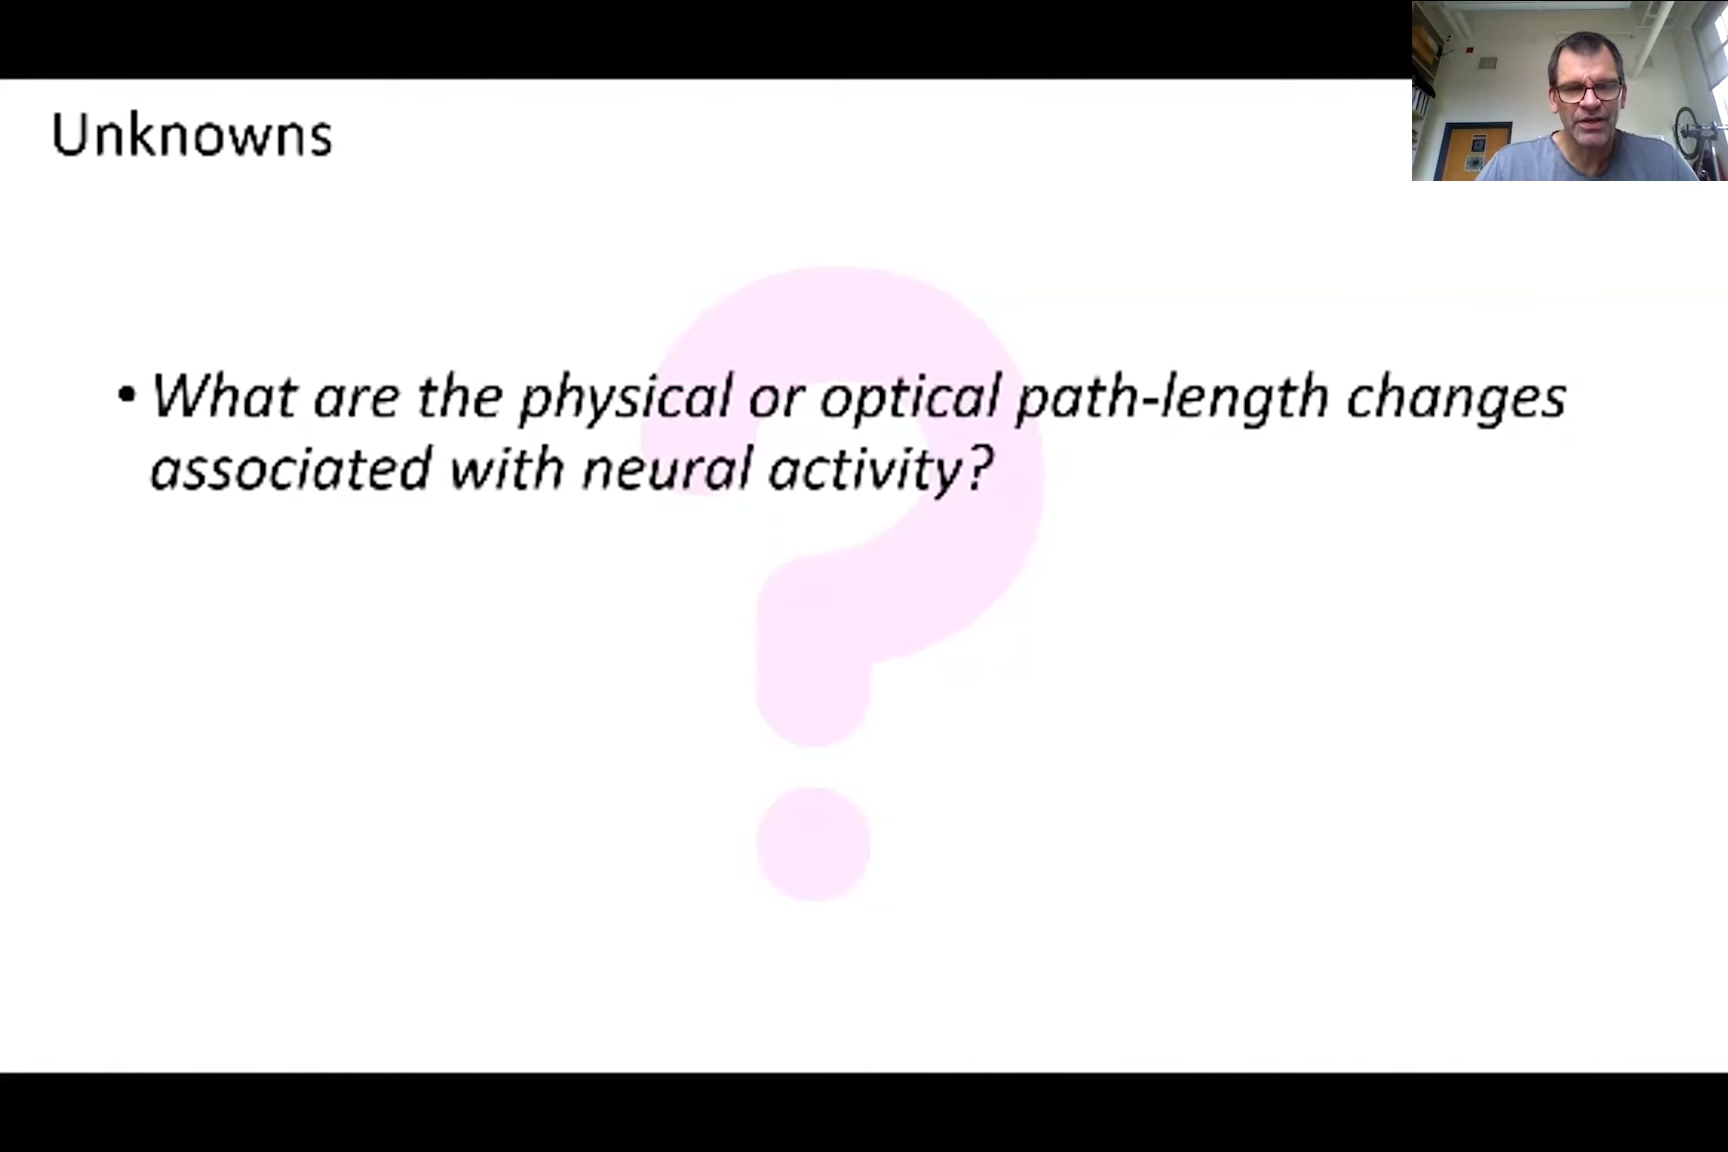 Unknowns
• What are the physical or optical path-length changes
associated with neural activity?